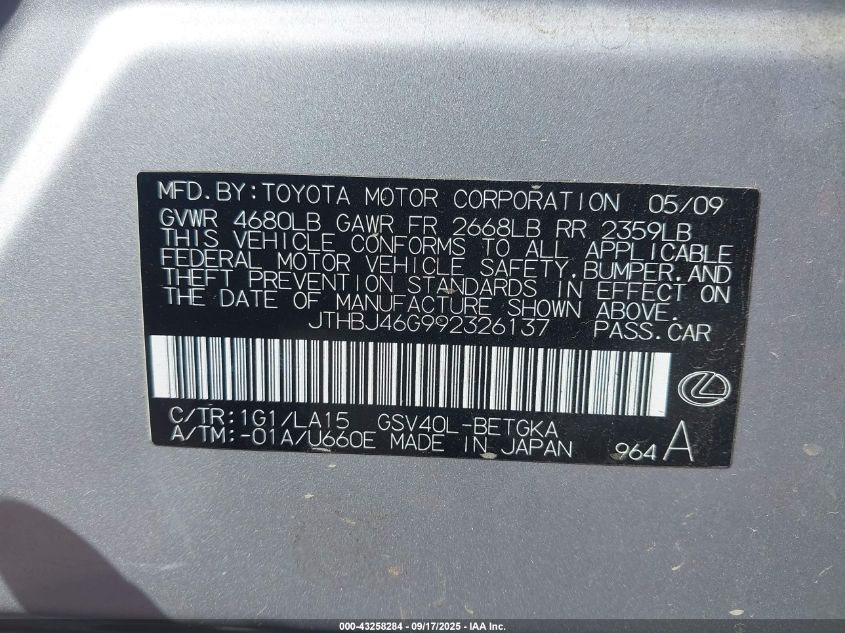 MFD.BY:TOYOTA MOTOR CORPORATION 05/09
GVWR 4680LB GAWR FR 2668LB RR 2359LB
THIS VEHICLE CONFORMS TO ALL APPLICABLE
FEDERAL MOTOR VEHICLE SAFETY,BUMPER,AND
THEFT PREVENTION STANDARDS IN EFFECT ON
THE DATE OF MANUFACTURE SHOWN ABOVE.
JTHBJ46G992326137 PASS.CAR
C/TR:1G1/LA15 GSV40L-BETGKA
A/TM:-01A/U660E MADE IN JAPAN 964 A
000-43258284 - 09/17/2025 - IAA Inc.